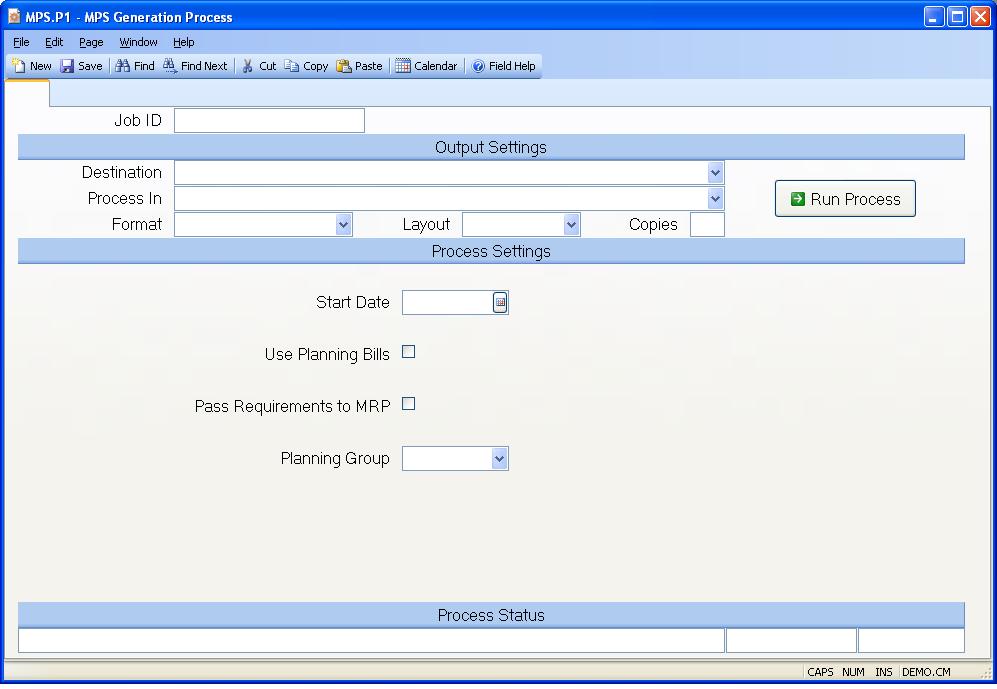 MPS.P1 - MPS Generation Process
File Edit Page Window Help
New Save Find Find Next Cut Copy Paste Calendar Field Help
Job ID
Output Settings
Destination
Process In
Run Process
Format Layout Copies
Process Settings
Start Date
Use Planning Bills
Pass Requirements to MRP
Planning Group
Process Status
CAPS NUM INS DEMO.CM